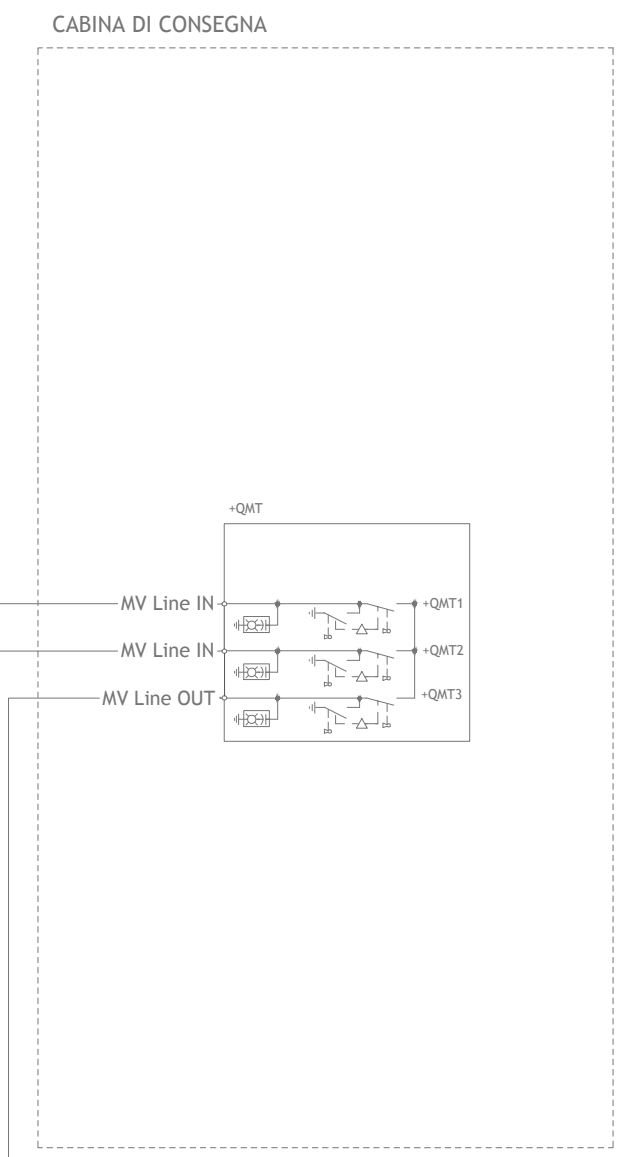 CABINA DI CONSEGNA
+QMT
MV Line IN
+QMT1
MV Line IN
+QMT2
MV Line OUT
+QMT3